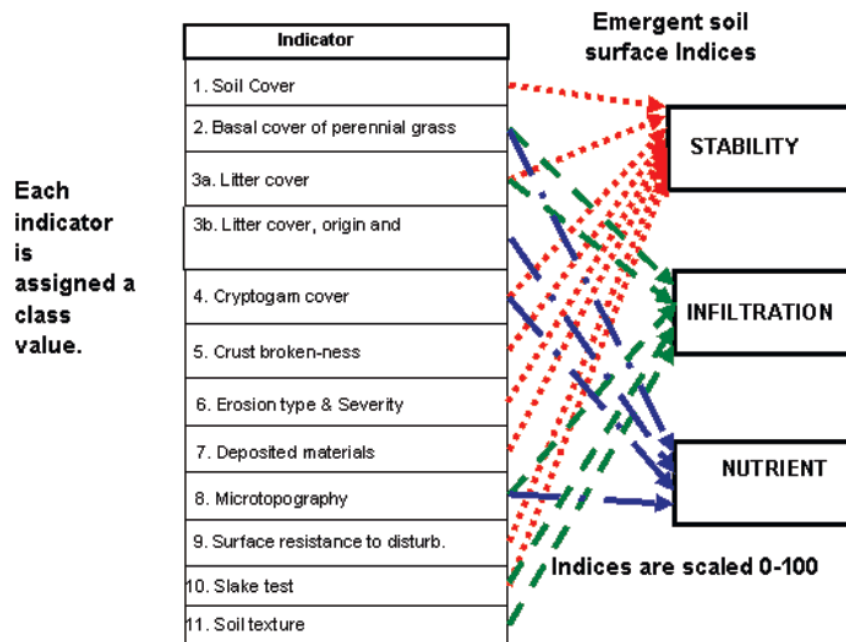 Each
indicator
is
assigned a
class
value.
Indicator
1. Soil Cover
2. Basal cover of perennial grass
3a. Litter cover
3b. Litter cover, origin and
4. Cryptogam cover
5. Crust broken-ness
6. Erosion type & Severity
7. Deposited materials
8. Microtopography
9. Surface resistance to disturb.
10. Slake test
11. Soil texture
Emergent soil
surface Indices
STABILITY
INFILTRATION
NUTRIENT
Indices are scaled 0-100